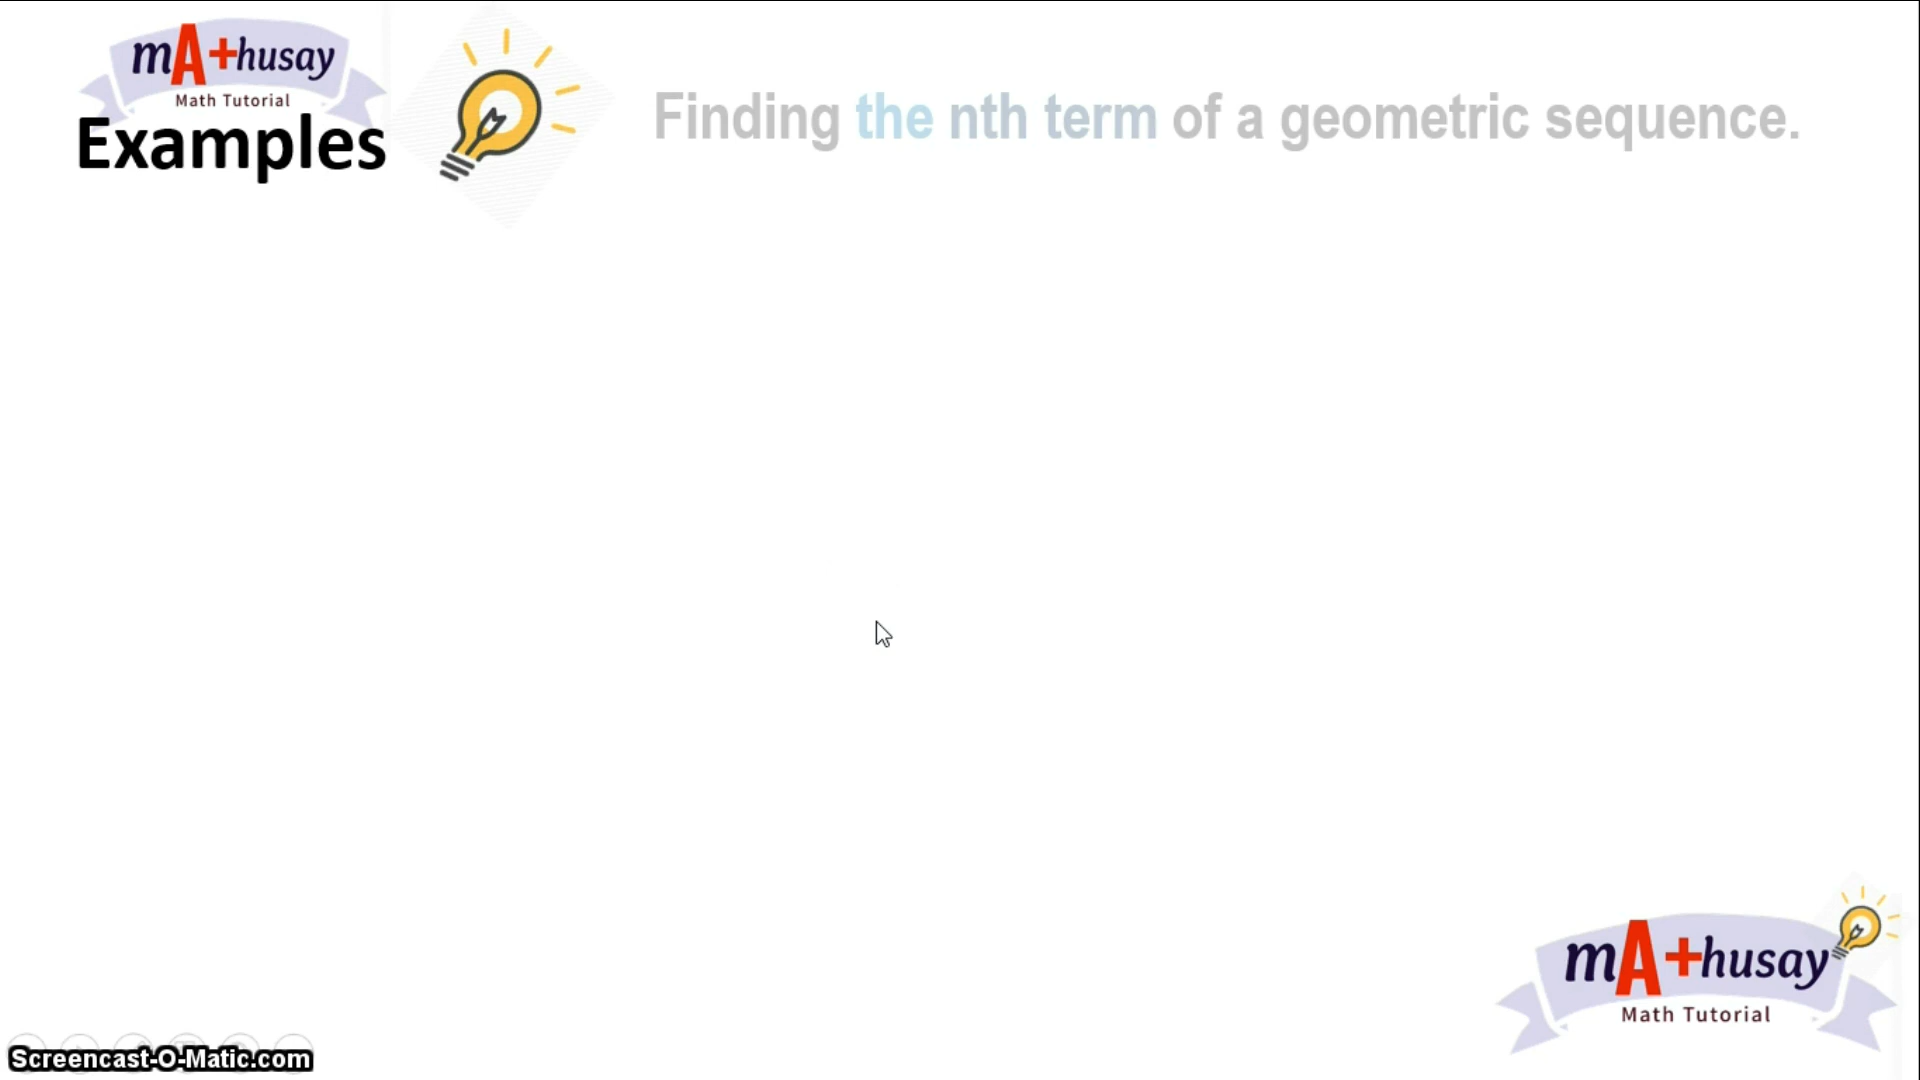 mA+husay
Math Tutorial
Examples
Finding the nth term of a geometric sequence.
mA+husay
Math Tutorial
Screencast-O-Matic.com